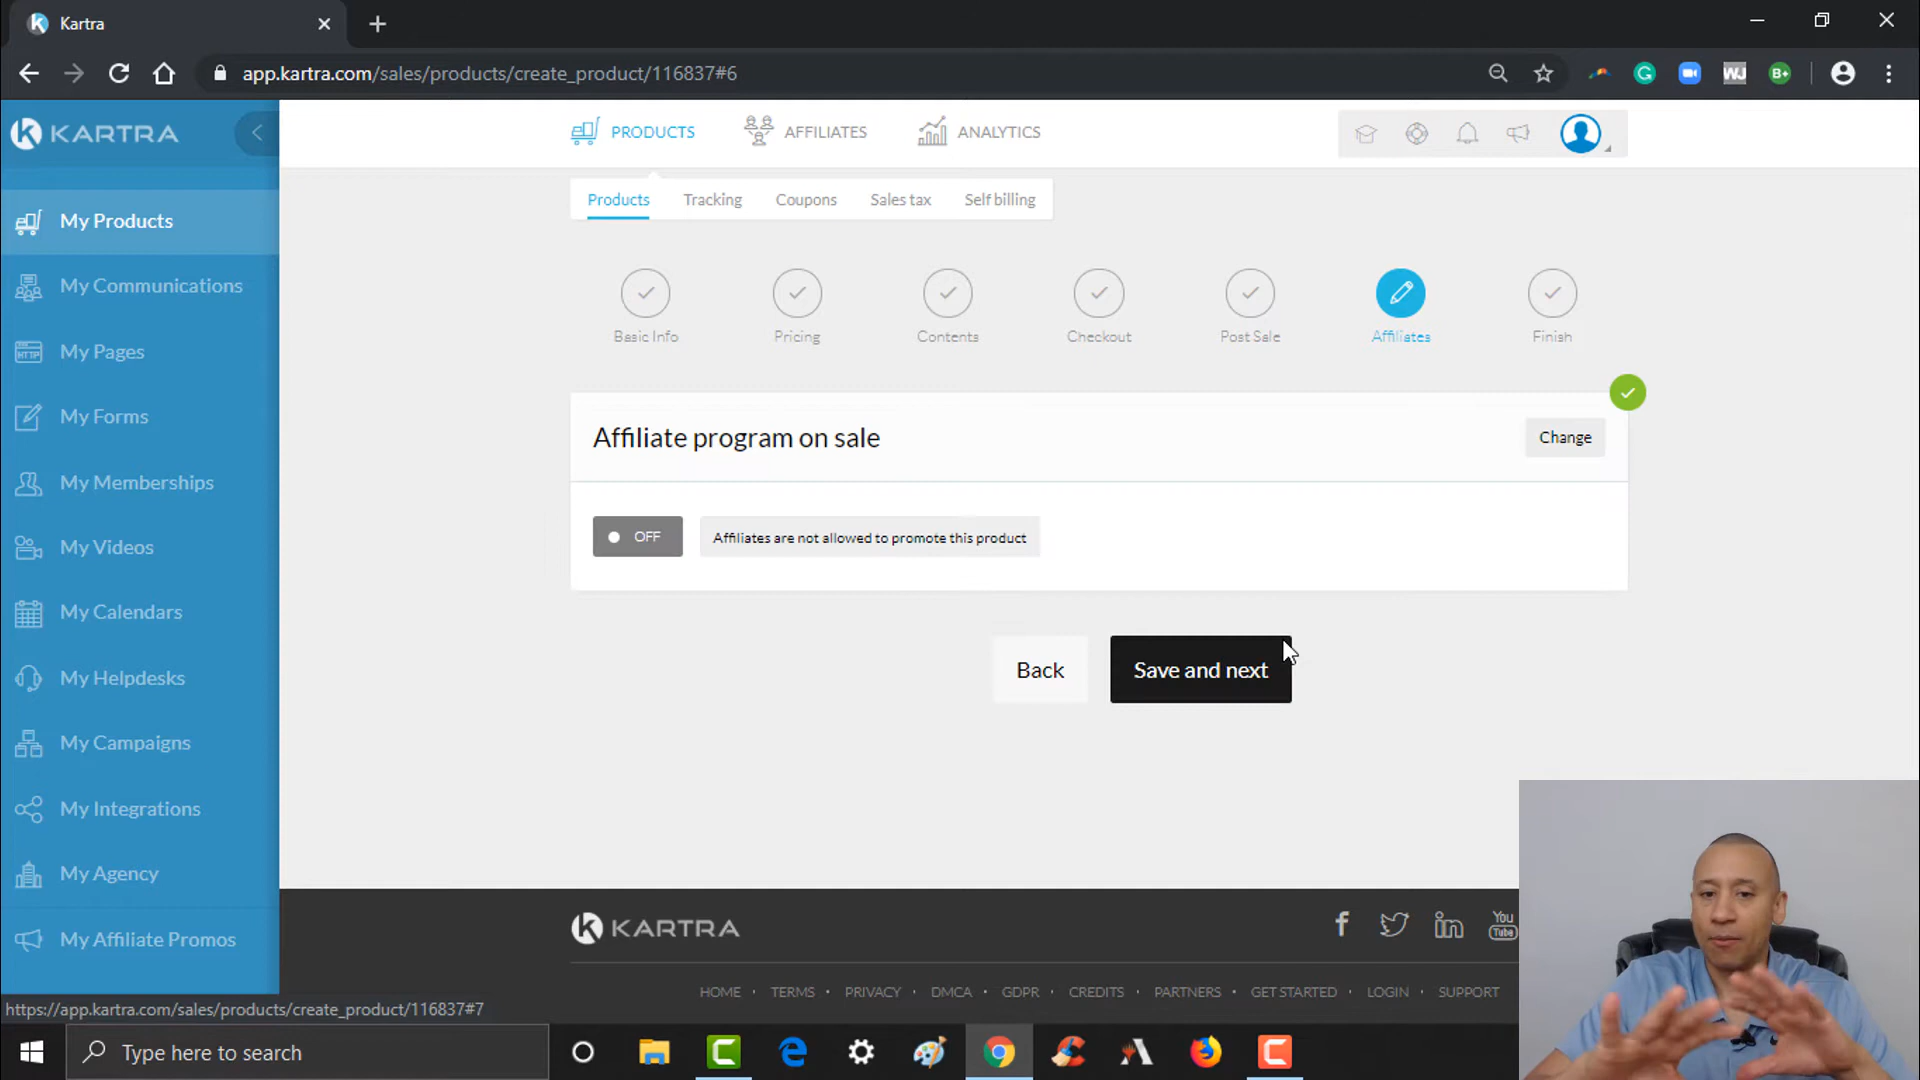 Kartra
app.kartra.com/sales/products/create_product/116837#6
KARTRA
PRODUCTS
AFFILIATES
ANALYTICS
My Products
My Communications
My Pages
My Forms
My Memberships
My Videos
My Calendars
My Helpdesks
My Campaigns
My Integrations
My Agency
My Affiliate Promos
Products
Tracking
Coupons
Sales tax
Self billing
Basic Info
Pricing
Contents
Checkout
Post Sale
Affiliates
Finish
Affiliate program on sale
Change
OFF
Affiliates are not allowed to promote this product
Back
Save and next
KARTRA
You Tube
HOME · TERMS · PRIVACY · DMCA · GDPR · CREDITS · PARTNERS · GET STARTED · LOGIN · SUPPORT
https://app.kartra.com/sales/products/create_product/116837#7
Type here to search